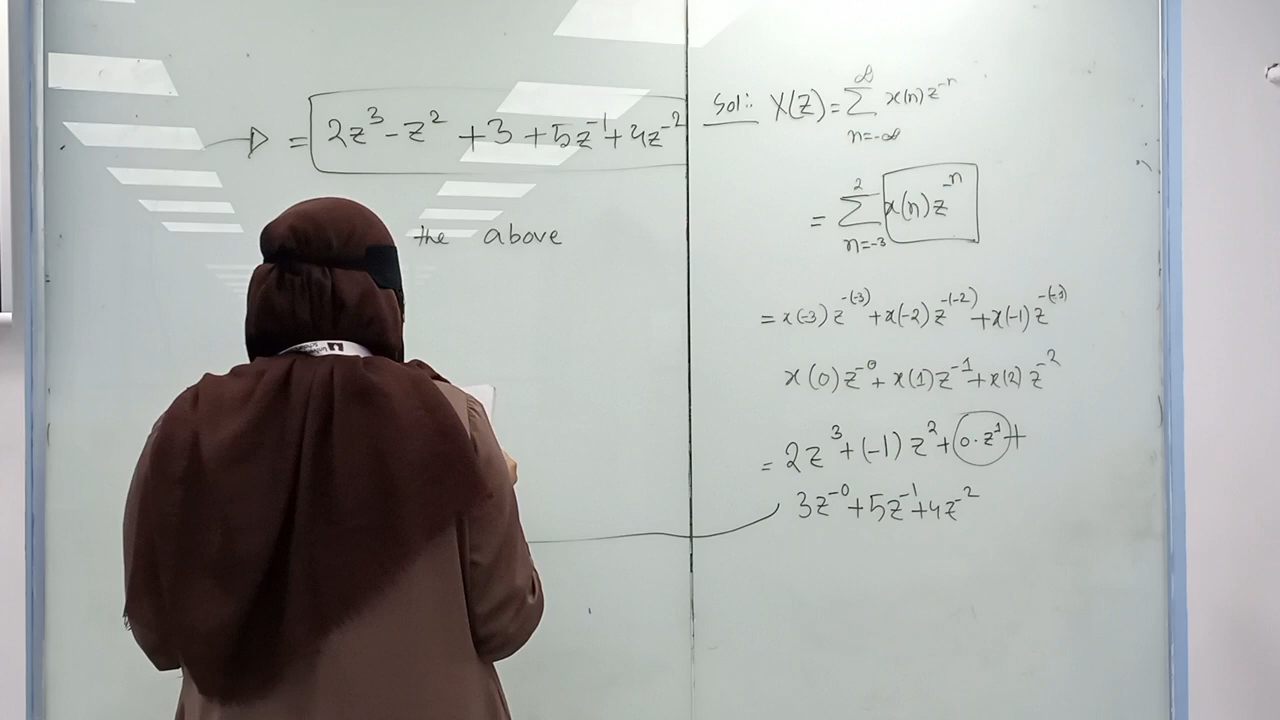 = 2z³ - z² + 3 + 5z⁻¹ + 4z⁻²
the above
Sol:: X(Z) = ∑_{n=-∞}^{∞} x(n) z⁻ⁿ
= ∑_{n=-3}^{2} x(n) z⁻ⁿ
= x(-3) z^{-(-3)} + x(-2) z^{-(-2)} + x(-1) z^{-(-1)}
x(0) z⁻⁰ + x(1) z⁻¹ + x(2) z⁻²
= 2z³ + (-1) z² + 0·z¹ +
3z⁻⁰ + 5z⁻¹ + 4z⁻²